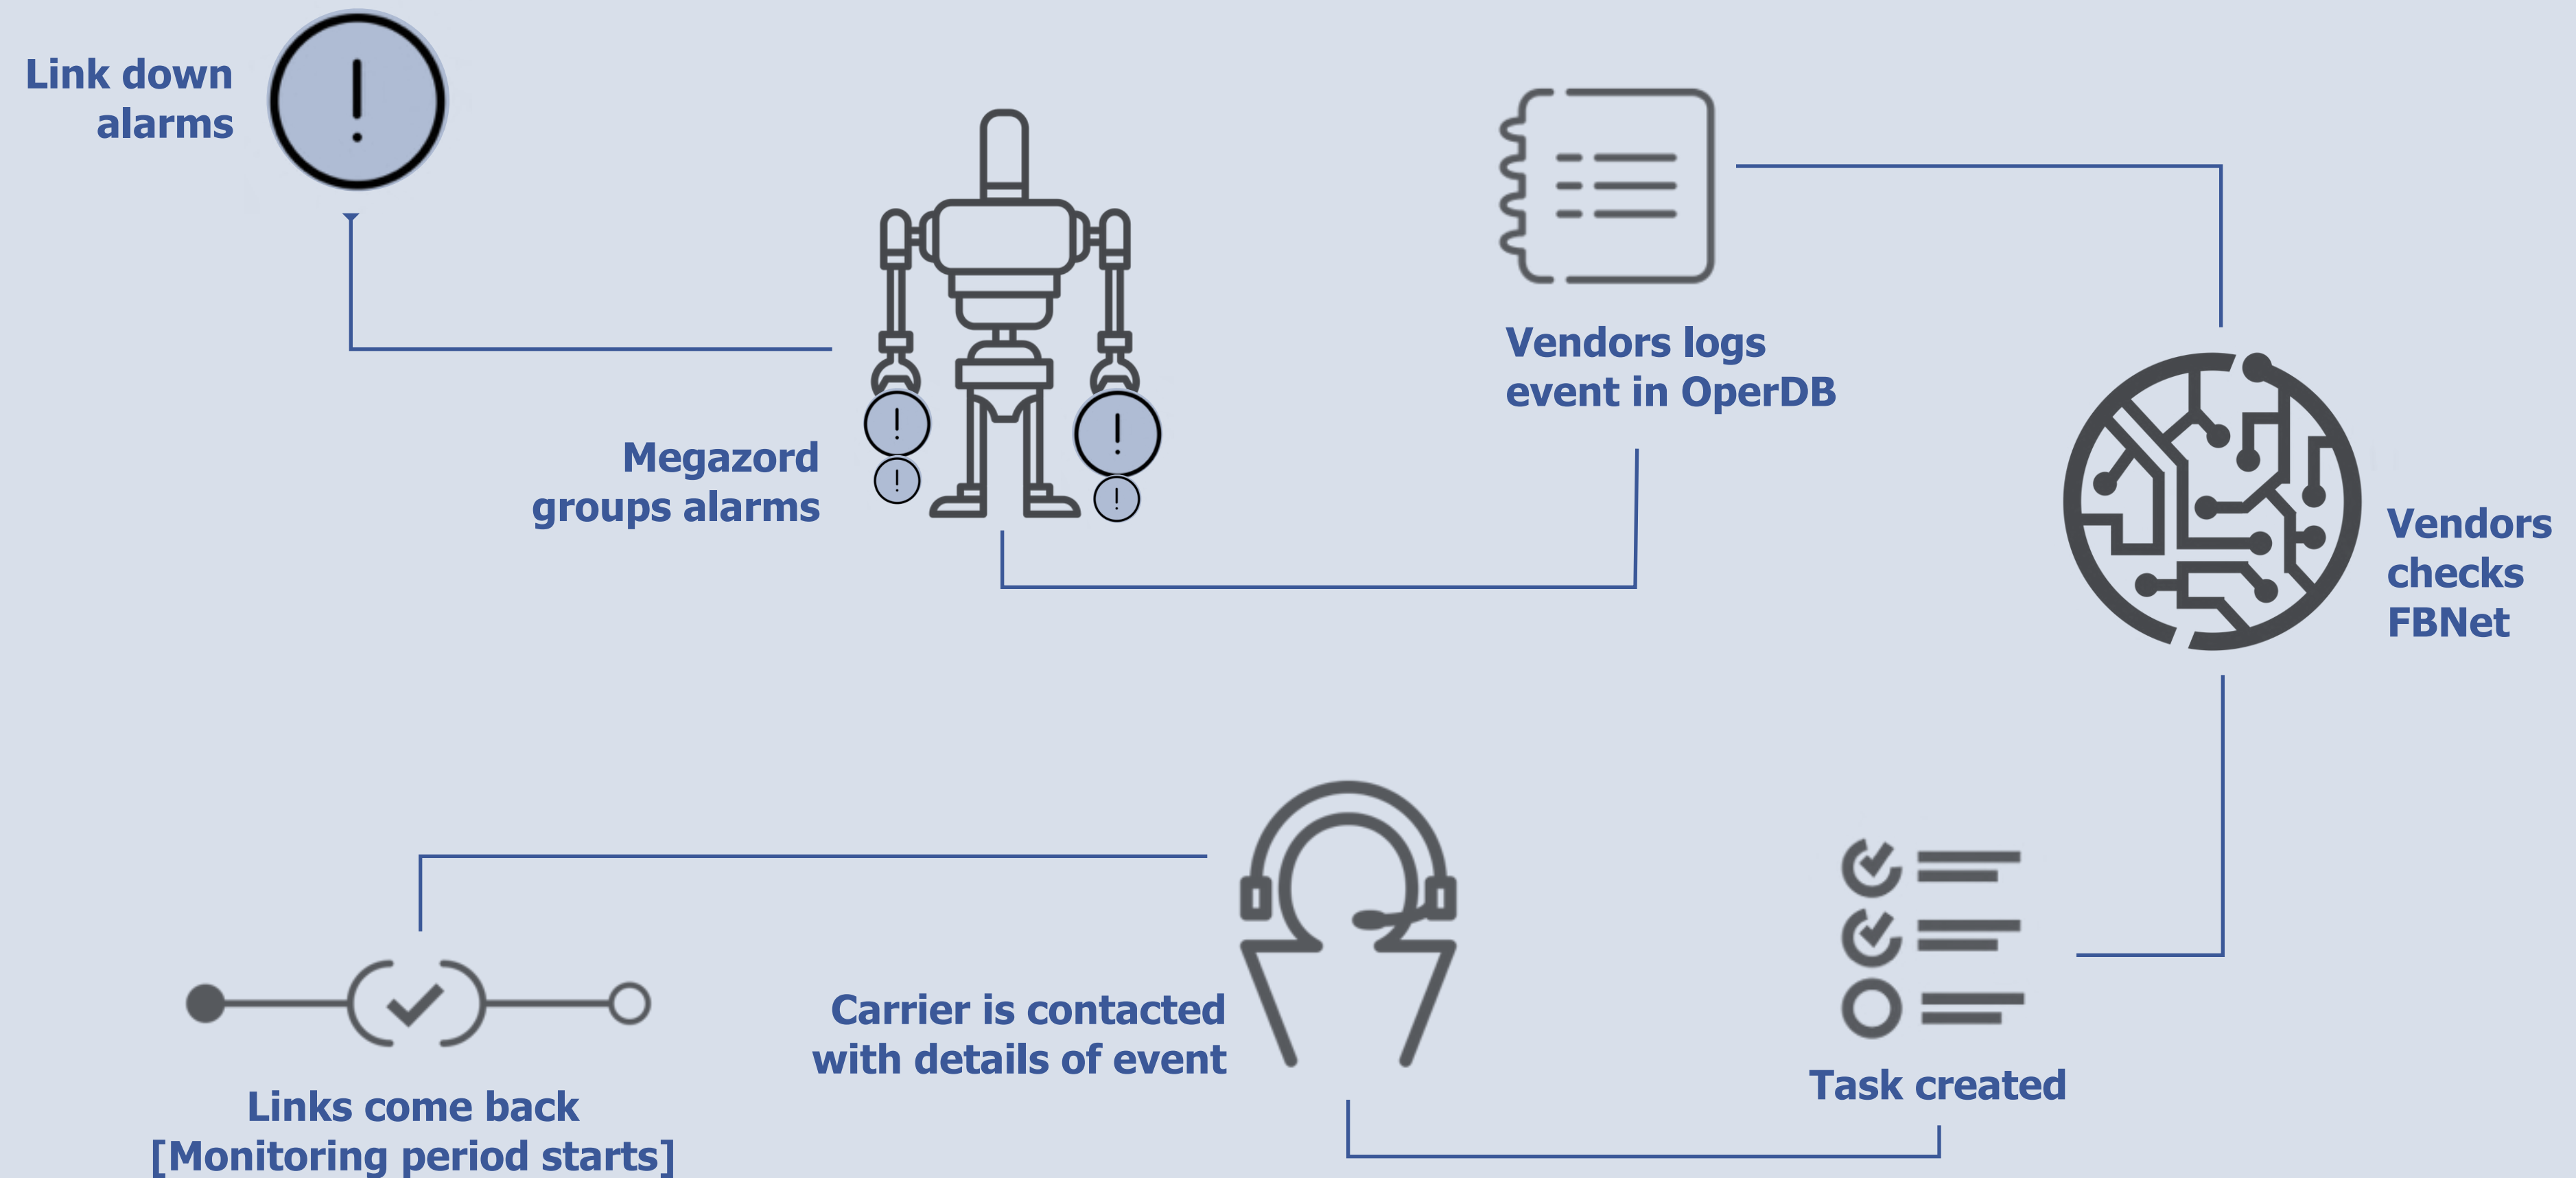 Link down
alarms
Megazord
groups alarms
Vendors logs
event in OperDB
Vendors
checks
FBNet
Task created
Carrier is contacted
with details of event
Links come back
[Monitoring period starts]